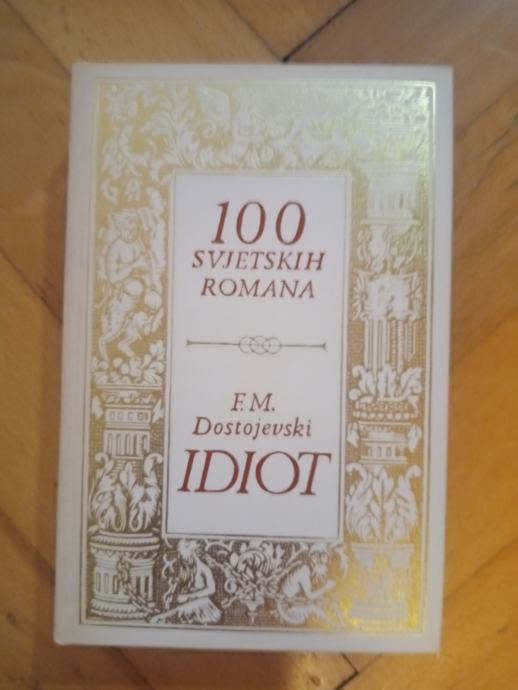 100
SVJETSKIH
ROMANA
F. M.
Dostojevski
IDIOT